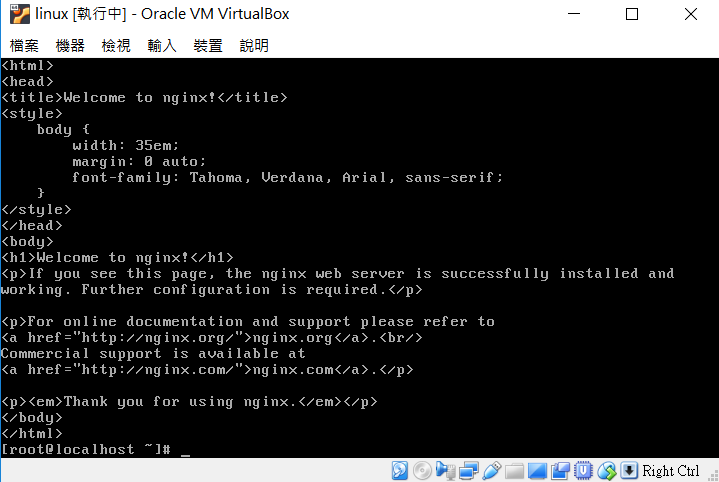 linux [執行中] - Oracle VM VirtualBox
檔案 機器 檢視 輸入 裝置 說明
<html>
<head>
<title>Welcome to nginx!</title>
<style>
    body {
        width: 35em;
        margin: 0 auto;
        font-family: Tahoma, Verdana, Arial, sans-serif;
    }
</style>
</head>
<body>
<h1>Welcome to nginx!</h1>
<p>If you see this page, the nginx web server is successfully installed and
working. Further configuration is required.</p>

<p>For online documentation and support please refer to
<a href="http://nginx.org/">nginx.org</a>.<br/>
Commercial support is available at
<a href="http://nginx.com/">nginx.com</a>.</p>

<p><em>Thank you for using nginx.</em></p>
</body>
</html>
[root@localhost ~]# _
Right Ctrl